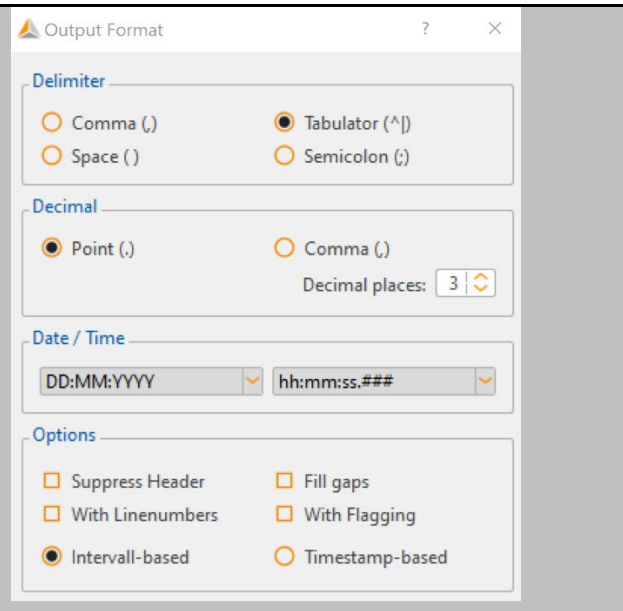 Output Format ?
Delimiter
Comma (,) Tabulator (^|)
Space ( ) Semicolon (;)
Decimal
Point (.) Comma (,)
Decimal places: 3
Date / Time
DD:MM:YYYY hh:mm:ss.###
Options
Suppress Header Fill gaps
With Linenumbers With Flagging
Intervall-based Timestamp-based